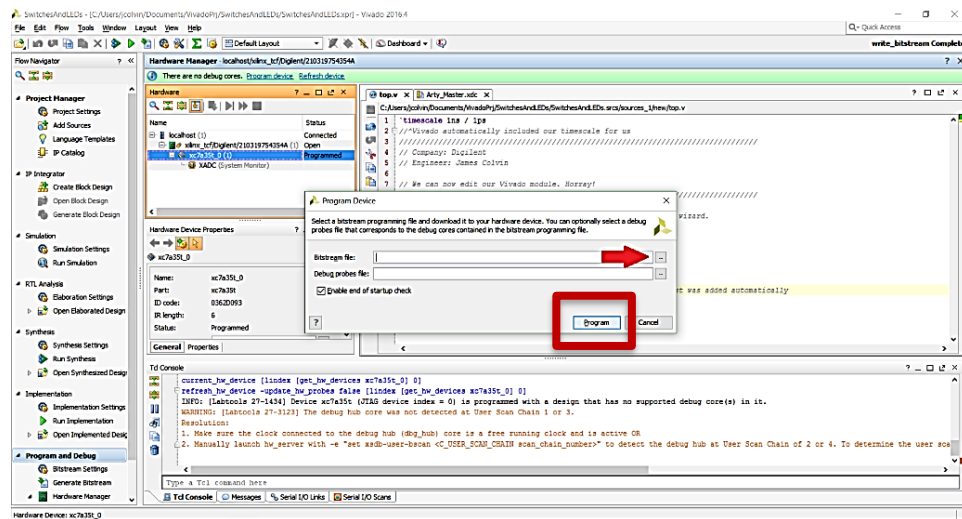 SwitchesAndLEDs - [C:/Users/jcolvin/Documents/VivadoPrj/SwitchesAndLEDs/SwitchesAndLEDs.xpr] - Vivado 2016.4
File Edit Flow Tools Window Layout View Help
Q- Quick Access
Default Layout
Dashboard
write_bitstream Complete
Flow Navigator
Hardware Manager - localhost/xilinx_tcf/Digilent/210319754354A
There are no debug cores. Program device Refresh device
Project Manager
Project Settings
Add Sources
Language Templates
IP Catalog
IP Integrator
Create Block Design
Open Block Design
Generate Block Design
Simulation
Simulation Settings
Run Simulation
RTL Analysis
Elaboration Settings
Open Elaborated Design
Synthesis
Synthesis Settings
Run Synthesis
Open Synthesized Design
Implementation
Implementation Settings
Run Implementation
Open Implemented Desig
Program and Debug
Bitstream Settings
Generate Bitstream
Hardware Manager
Hardware
Name Status
localhost (1) Connected
xilinx_tcf/Digilent/210319754354A (1) Open
xc7a35t_0 (1) Programmed
XADC (System Monitor)
Hardware Device Properties
xc7a35t_0
Name: xc7a35t_0
Part: xc7a35t
ID code: 0362D093
IR length: 6
Status: Programmed
General Properties
top.v Arty_Master.xdc
C:/Users/jcolvin/Documents/VivadoPrj/SwitchesAndLEDs/SwitchesAndLEDs.srcs/sources_1/new/top.v
1 `timescale 1ns / 1ps
2 //^Vivado automatically included our timescale for us
3 //////////////////////////////////////////////////////////////////////////////////
4 // Company: Digilent
5 // Engineer: James Colvin
6
7 // We can now edit our Vivado module. Horray!
wizard.
was added automatically
Program Device
Select a bitstream programming file and download it to your hardware device. You can optionally select a debug
probes file that corresponds to the debug cores contained in the bitstream programming file.
Bitstream file:
Debug probes file:
Enable end of startup check
? Program Cancel
Tcl Console
current_hw_device [lindex [get_hw_devices xc7a35t_0] 0]
refresh_hw_device -update_hw_probes false [lindex [get_hw_devices xc7a35t_0] 0]
INFO: [Labtools 27-1434] Device xc7a35t (JTAG device index = 0) is programmed with a design that has no supported debug core(s) in it.
WARNING: [Labtools 27-3123] The debug hub core was not detected at User Scan Chain 1 or 3.
Resolution:
1. Make sure the clock connected to the debug hub (dbg_hub) core is a free running clock and is active OR
2. Manually launch hw_server with -e "set xsdb-user-bscan <C_USER_SCAN_CHAIN scan_chain_number>" to detect the debug hub at User Scan Chain of 2 or 4. To determine the user sca
Type a Tcl command here
Tcl Console Messages Serial I/O Links Serial I/O Scans
Hardware Device: xc7a35t_0